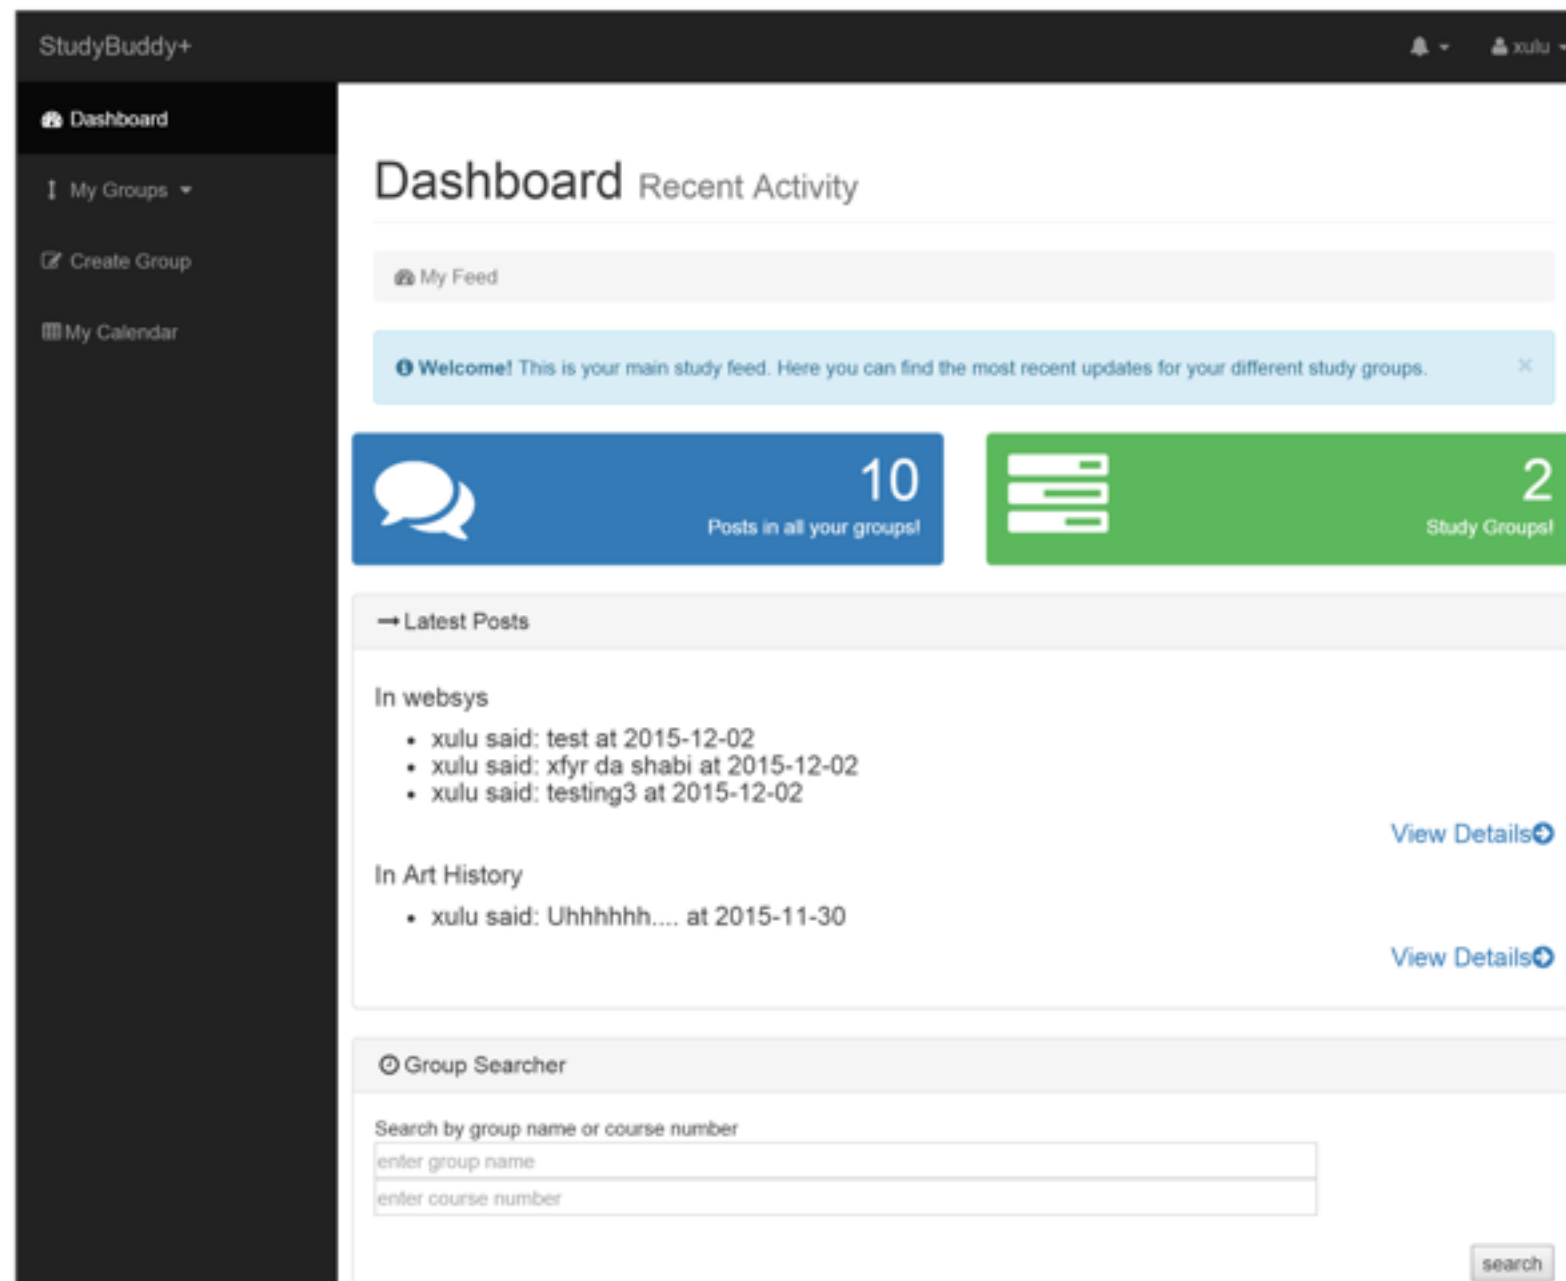 StudyBuddy+
xulu
Dashboard
My Groups
Create Group
My Calendar
Dashboard Recent Activity
My Feed
Welcome! This is your main study feed. Here you can find the most recent updates for your different study groups. ×
10
Posts in all your groups!
2
Study Groups!
Latest Posts
In websys
• xulu said: test at 2015-12-02
• xulu said: xfyr da shabi at 2015-12-02
• xulu said: testing3 at 2015-12-02
View Details
In Art History
• xulu said: Uhhhhhh.... at 2015-11-30
View Details
Group Searcher
Search by group name or course number
enter group name
enter course number
search